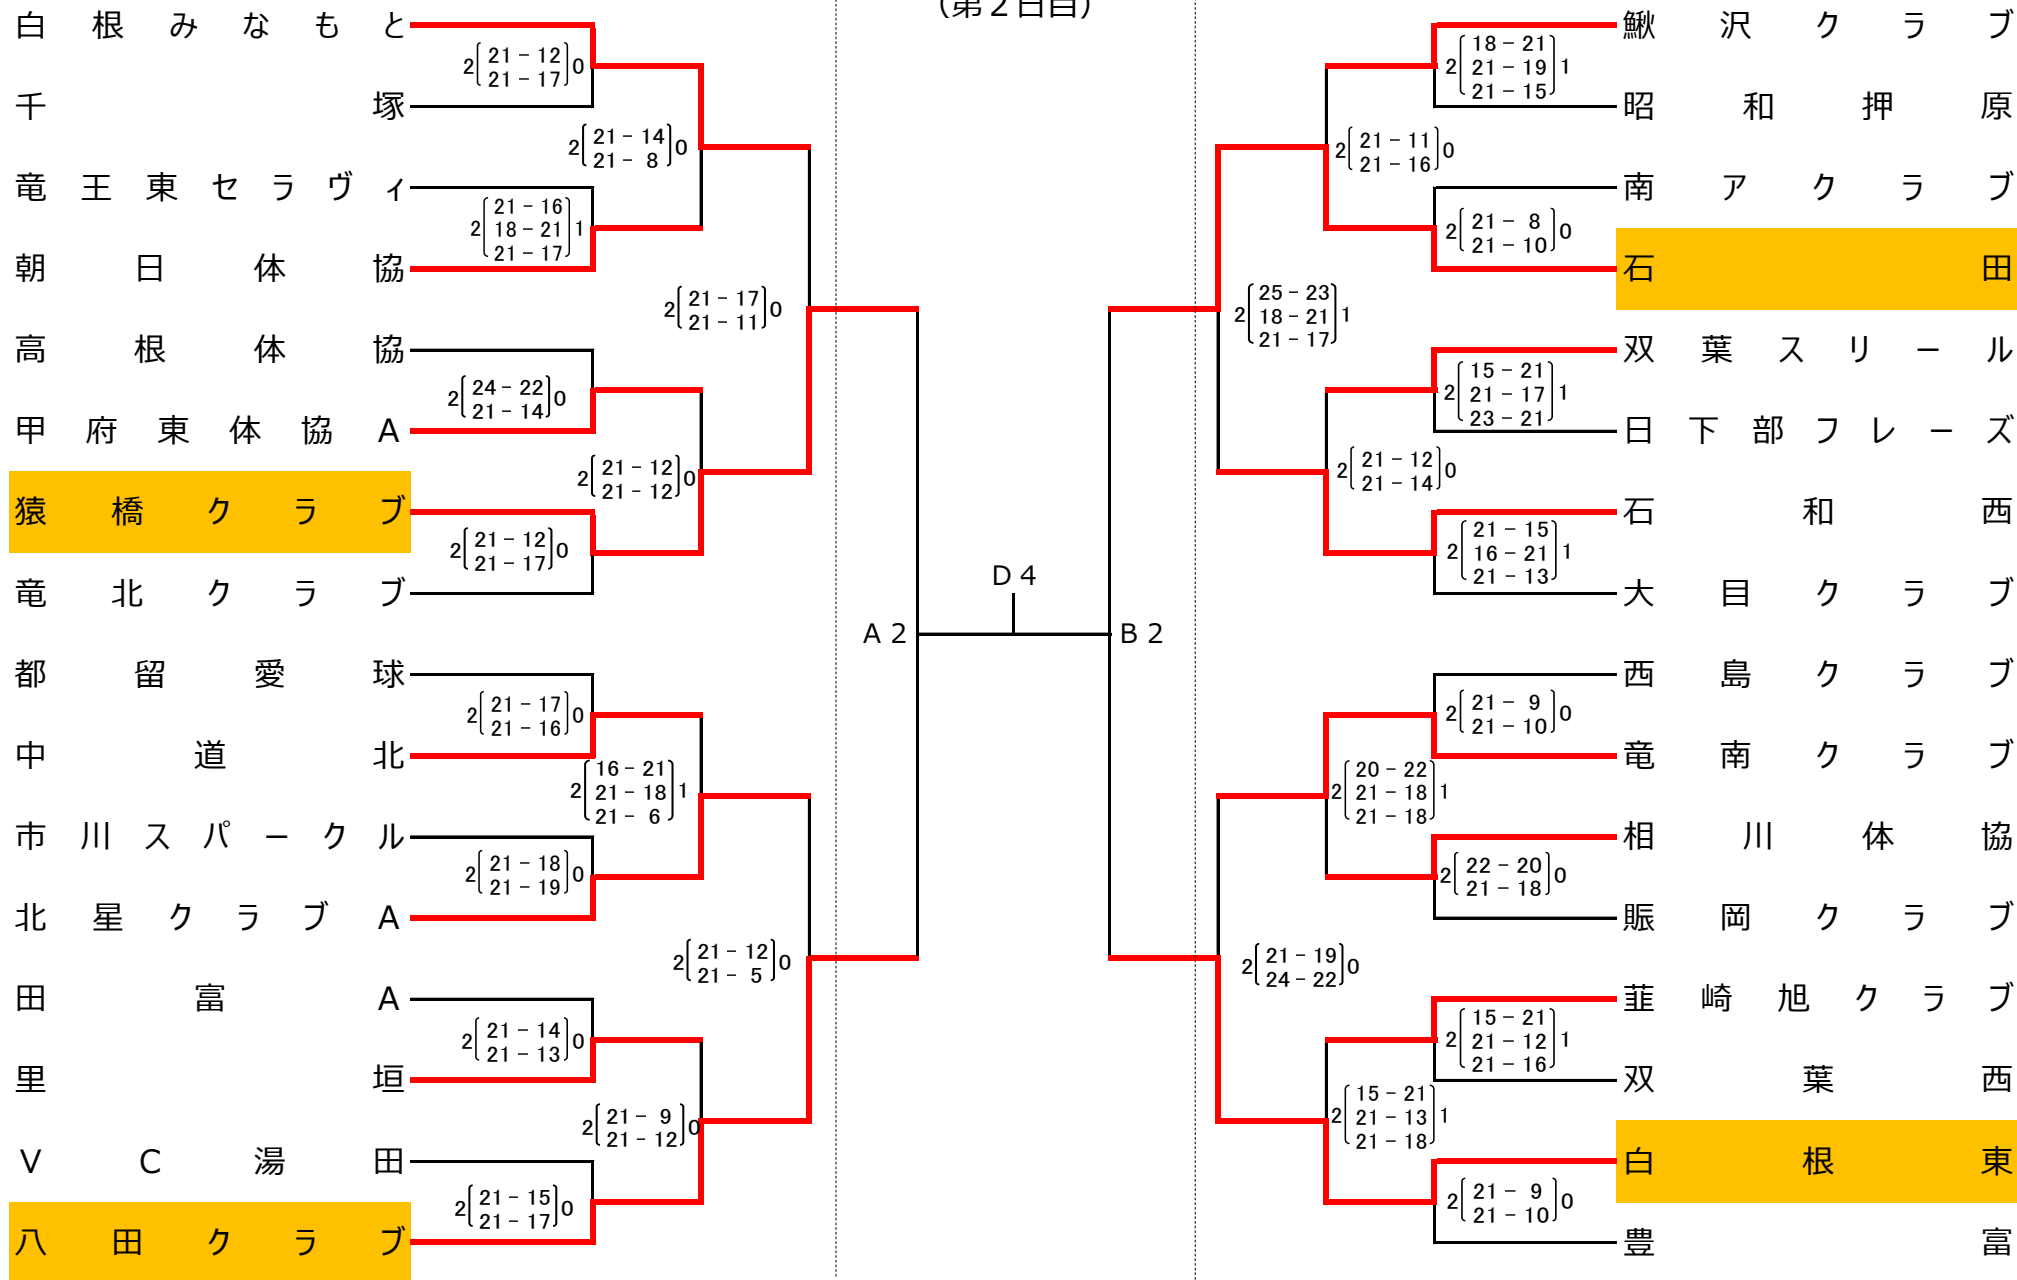 (第２日目)
白根みなもと
2 21－12 0
21－17
千塚
2 21－14 0
21－8
竜王東セラヴィ
2 21－16 1
18－21
21－17
朝日体協
2 21－17 0
21－11
高根体協
2 24－22 0
21－14
甲府東体協A
2 21－12 0
21－12
猿橋クラブ
2 21－12 0
21－17
竜北クラブ
都留愛球
2 21－17 0
21－16
中道北
2 16－21 1
21－18
21－6
市川スパークル
2 21－18 0
21－19
北星クラブA
2 21－12 0
21－5
田富A
2 21－14 0
21－13
里垣
2 21－9 0
21－12
VC湯田
2 21－15 0
21－17
八田クラブ
A２
D４
B２
鰍沢クラブ
2 18－21 1
21－19
21－15
昭和押原
2 21－11 0
21－16
南アクラブ
2 21－8 0
21－10
石田
2 25－23 1
18－21
21－17
双葉スリール
2 15－21 1
21－17
23－21
日下部フレーズ
2 21－12 0
21－14
石和西
2 21－15 1
16－21
21－13
大目クラブ
西島クラブ
2 21－9 0
21－10
竜南クラブ
2 20－22 1
21－18
21－18
相川体協
2 22－20 0
21－18
賑岡クラブ
2 21－19 0
24－22
韮崎旭クラブ
2 15－21 1
21－12
21－16
双葉西
2 15－21 1
21－13
21－18
白根東
2 21－9 0
21－10
豊富